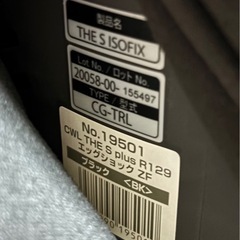 製品名
THE S ISOFIX
Lot No / ロット No
20058-00- 155497
TYPE / 型式
CG-TRL
No.19501
CWL THE S plus R129
エッグショック ZF
ブラック <BK>